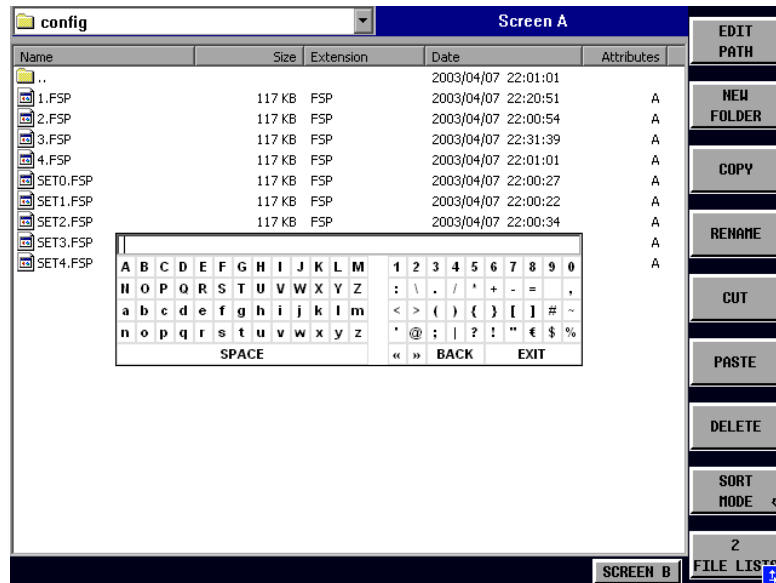 config
Screen A
Name Size Extension Date Attributes
.. 2003/04/07 22:01:01
1.FSP 117 KB FSP 2003/04/07 22:20:51 A
2.FSP 117 KB FSP 2003/04/07 22:00:54 A
3.FSP 117 KB FSP 2003/04/07 22:31:39 A
4.FSP 117 KB FSP 2003/04/07 22:01:01 A
SET0.FSP 117 KB FSP 2003/04/07 22:00:27 A
SET1.FSP 117 KB FSP 2003/04/07 22:00:22 A
SET2.FSP 117 KB FSP 2003/04/07 22:00:34 A
SET3.FSP A
SET4.FSP A
A B C D E F G H I J K L M 1 2 3 4 5 6 7 8 9 0
N O P Q R S T U V W X Y Z : \ . / * + - = ,
a b c d e f g h i j k l m < > ( ) { } [ ] # ~
n o p q r s t u v w x y z ' @ ; | ? ! " € $ %
SPACE « » BACK EXIT
EDIT
PATH
NEW
FOLDER
COPY
RENAME
CUT
PASTE
DELETE
SORT
MODE
2
FILE LISTS
SCREEN B